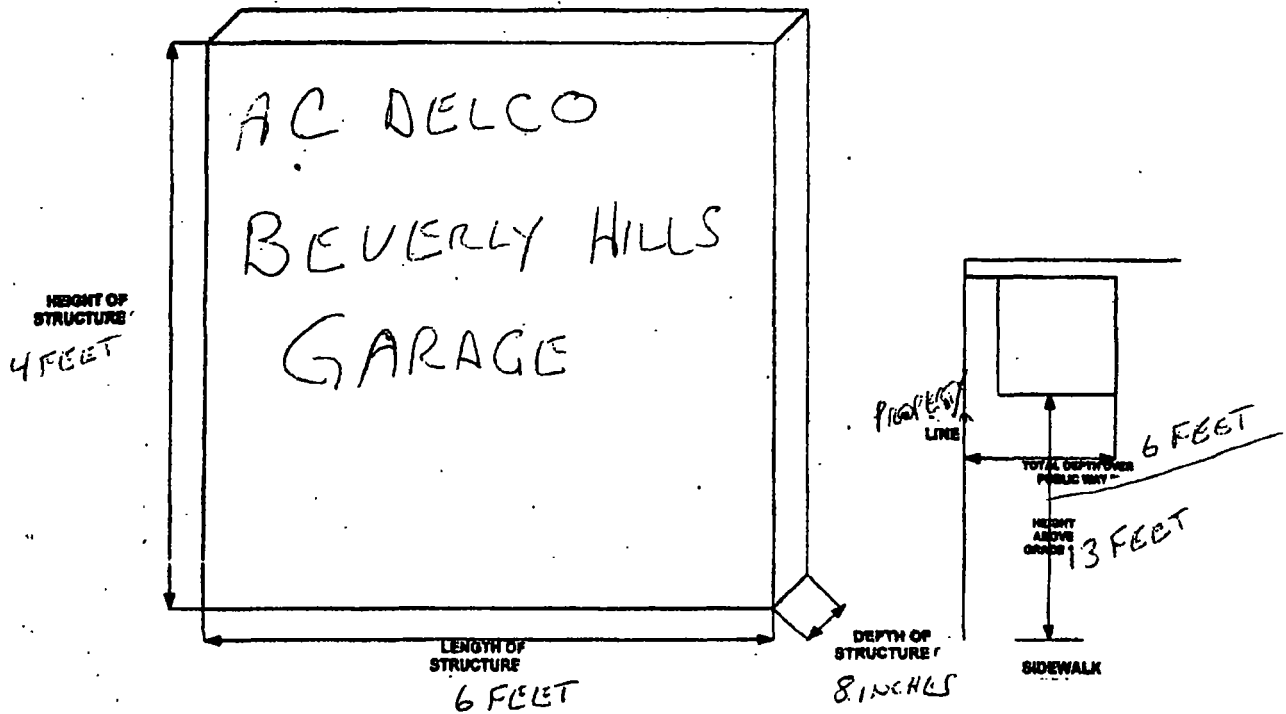 AC DELCO
BEVERLY HILLS
GARAGE
HEIGHT OF
STRUCTURE
4 FEET
LENGTH OF
STRUCTURE
6 FEET
DEPTH OF
STRUCTURE
8 INCHES
PROPERTY
LINE
TOTAL DEPTH OVER
PUBLIC WAY
6 FEET
HEIGHT
ABOVE
GRADE
13 FEET
SIDEWALK